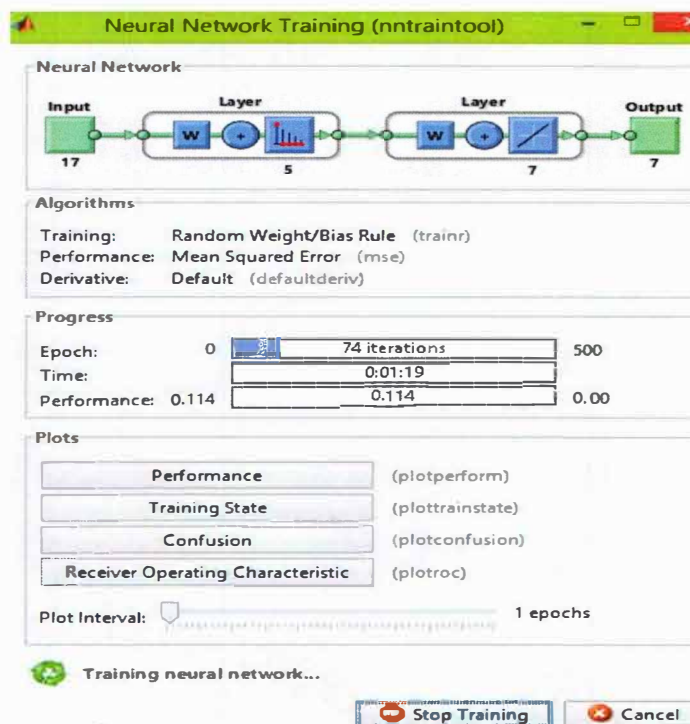 Neural Network Training (nntraintool)
Neural Network
Input Layer Layer Output
W + W +
17 5 7 7
Algorithms
Training: Random Weight/Bias Rule (trainr)
Performance: Mean Squared Error (mse)
Derivative: Default (defaultderiv)
Progress
Epoch: 0 74 iterations 500
Time: 0:01:19
Performance: 0.114 0.114 0.00
Plots
Performance (plotperform)
Training State (plottrainstate)
Confusion (plotconfusion)
Receiver Operating Characteristic (plotroc)
Plot Interval: 1 epochs
Training neural network...
Stop Training Cancel